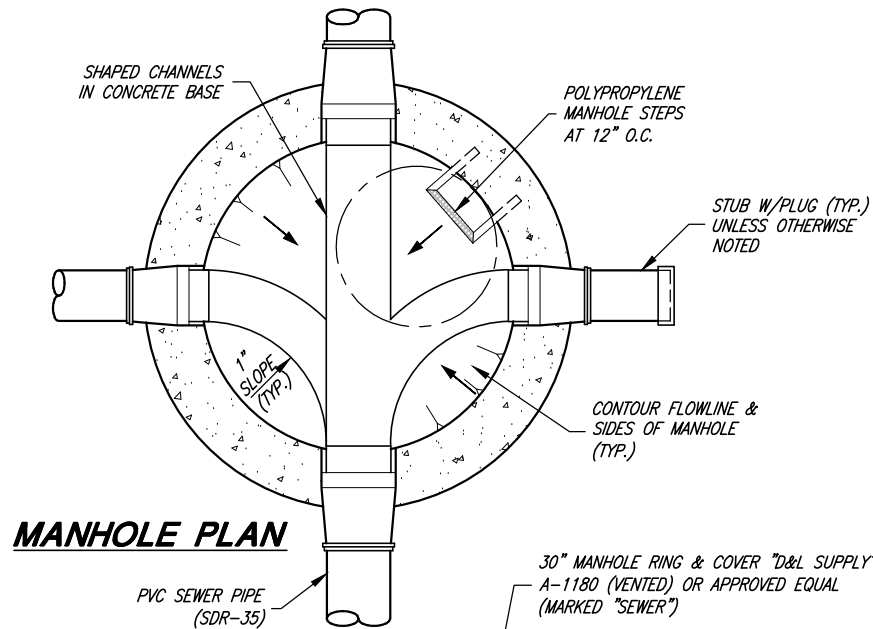 SHAPED CHANNELS
IN CONCRETE BASE
POLYPROPYLENE
MANHOLE STEPS
AT 12" O.C.
STUB W/PLUG (TYP.)
UNLESS OTHERWISE
NOTED
1"
SLOPE
(TYP.)
CONTOUR FLOWLINE &
SIDES OF MANHOLE
(TYP.)
MANHOLE PLAN
PVC SEWER PIPE
(SDR-35)
30" MANHOLE RING & COVER "D&L SUPPLY
A-1180 (VENTED) OR APPROVED EQUAL
(MARKED "SEWER")